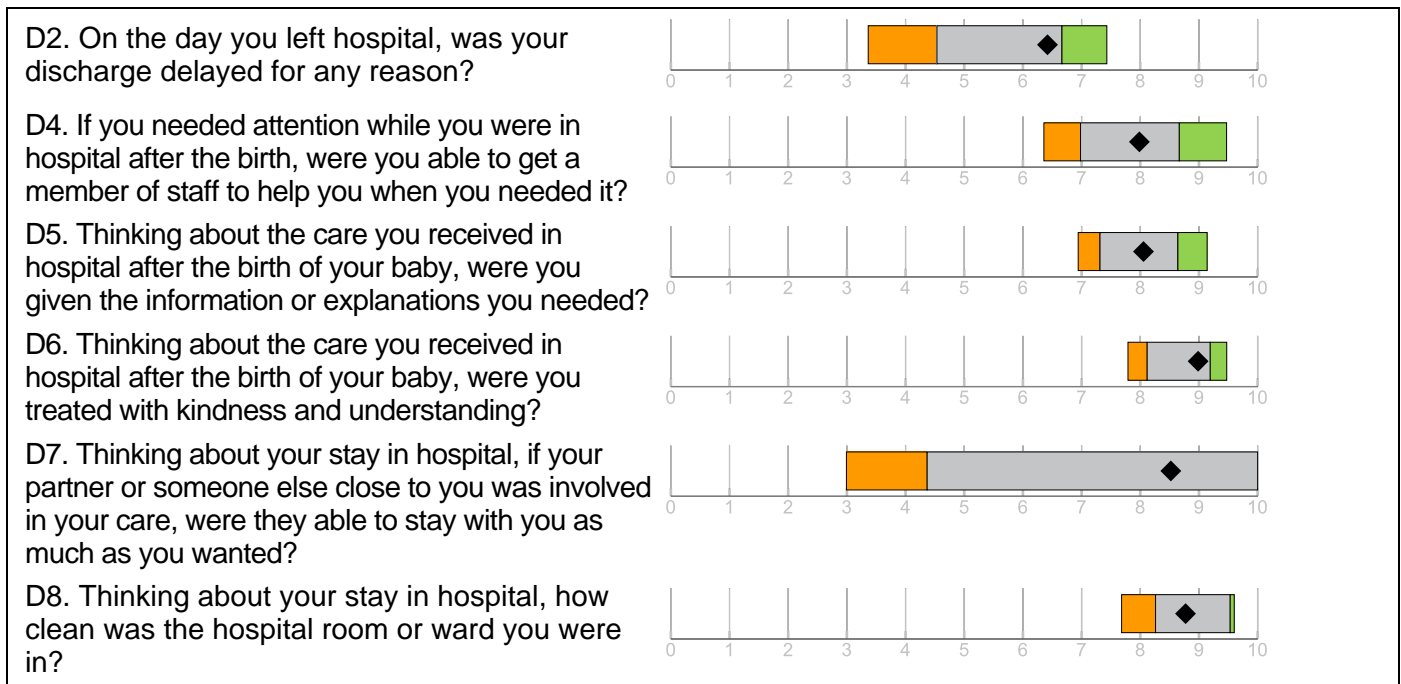 D2. On the day you left hospital, was your
discharge delayed for any reason?
0 1 2 3 4 5 6 7 8 9 10
D4. If you needed attention while you were in
hospital after the birth, were you able to get a
member of staff to help you when you needed it?
0 1 2 3 4 5 6 7 8 9 10
D5. Thinking about the care you received in
hospital after the birth of your baby, were you
given the information or explanations you needed?
0 1 2 3 4 5 6 7 8 9 10
D6. Thinking about the care you received in
hospital after the birth of your baby, were you
treated with kindness and understanding?
0 1 2 3 4 5 6 7 8 9 10
D7. Thinking about your stay in hospital, if your
partner or someone else close to you was involved
in your care, were they able to stay with you as
much as you wanted?
0 1 2 3 4 5 6 7 8 9 10
D8. Thinking about your stay in hospital, how
clean was the hospital room or ward you were
in?
0 1 2 3 4 5 6 7 8 9 10